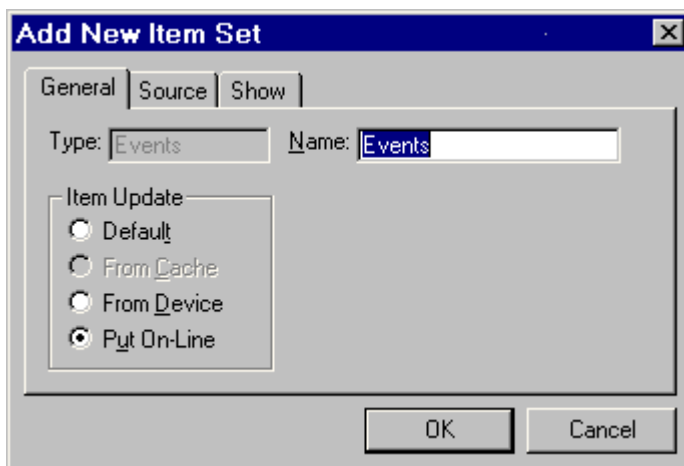 Add New Item Set
General Source Show
Type: Events Name: Events
Item Update
Default
From Cache
From Device
Put On-Line
OK Cancel